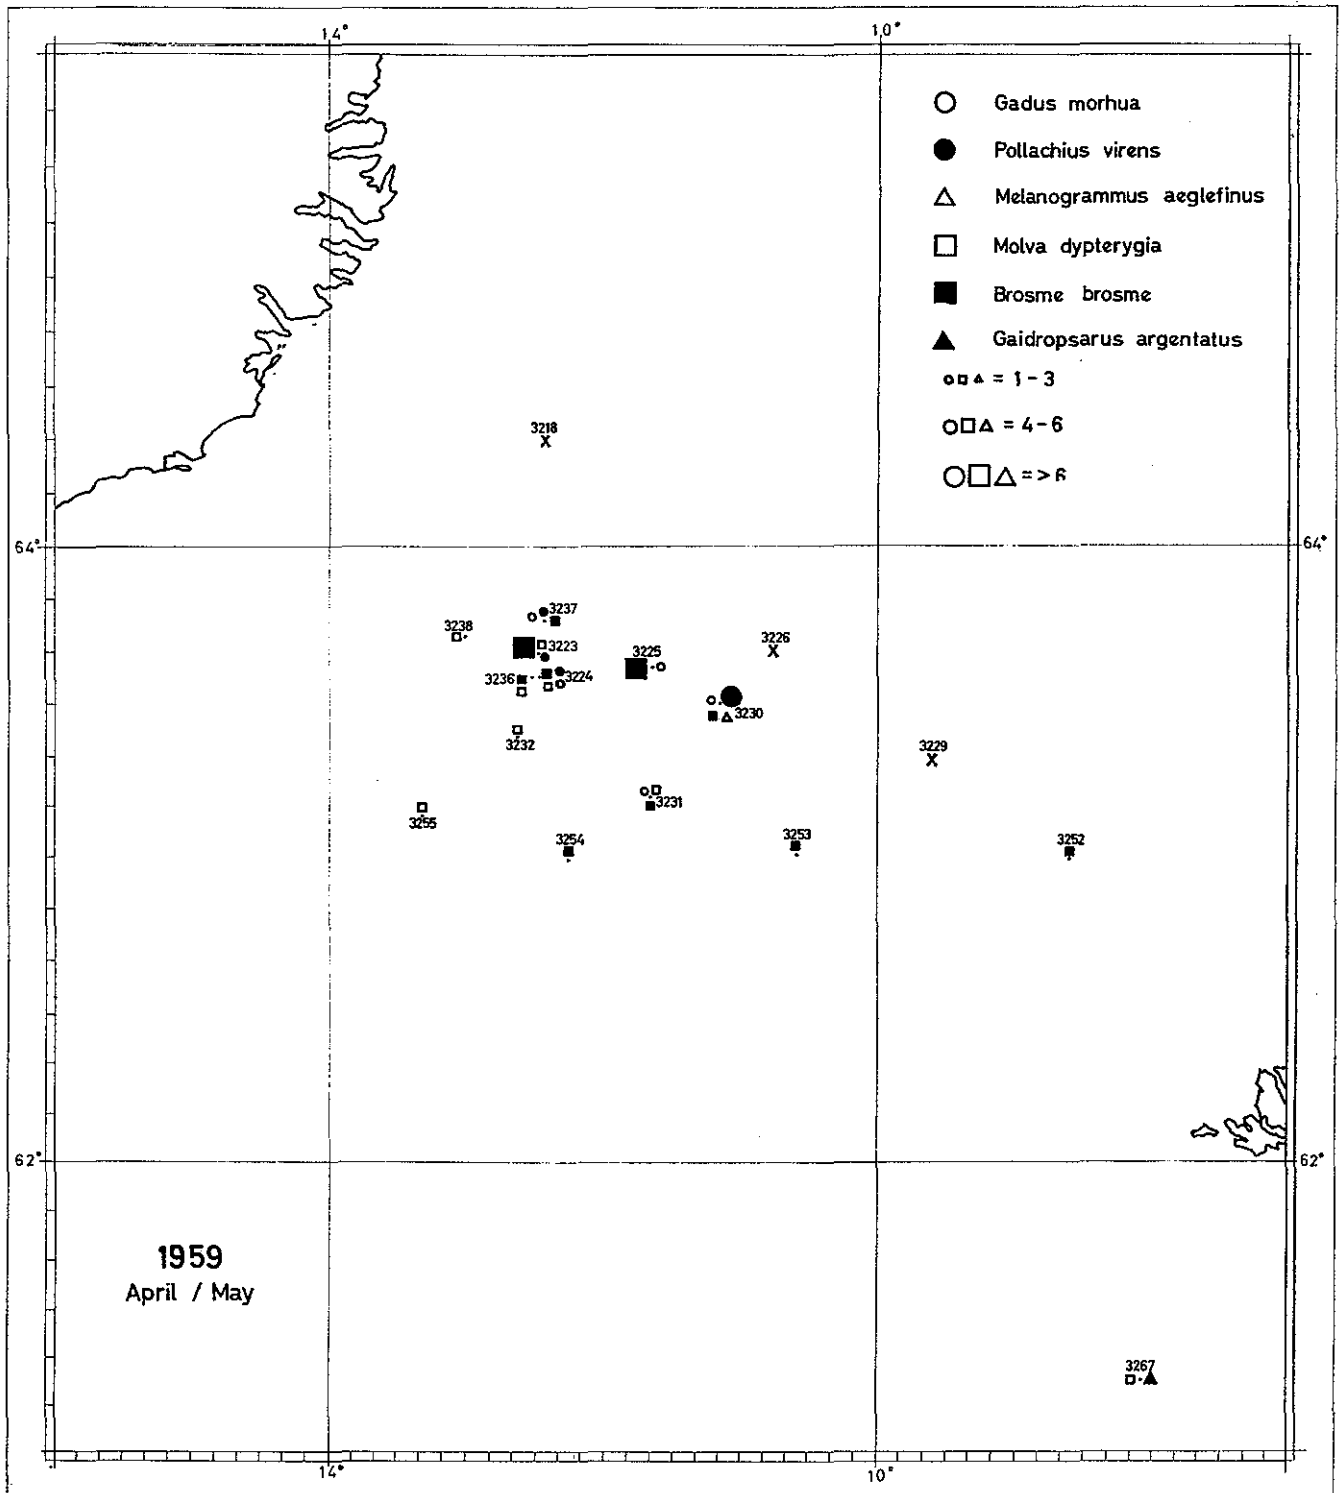 14° 10°
Gadus morhua
Pollachius virens
Melanogrammus aeglefinus
Molva dypterygia
Brosme brosme
Gaidropsarus argentatus
= 1 - 3
= 4 - 6
= > 6
3218
64° 64°
3237
3238
3223
3225
3226
3224
3236
3230
3232
3229
3231
3255
3254
3253
3252
62° 62°
1959
April / May
3267
14° 10°